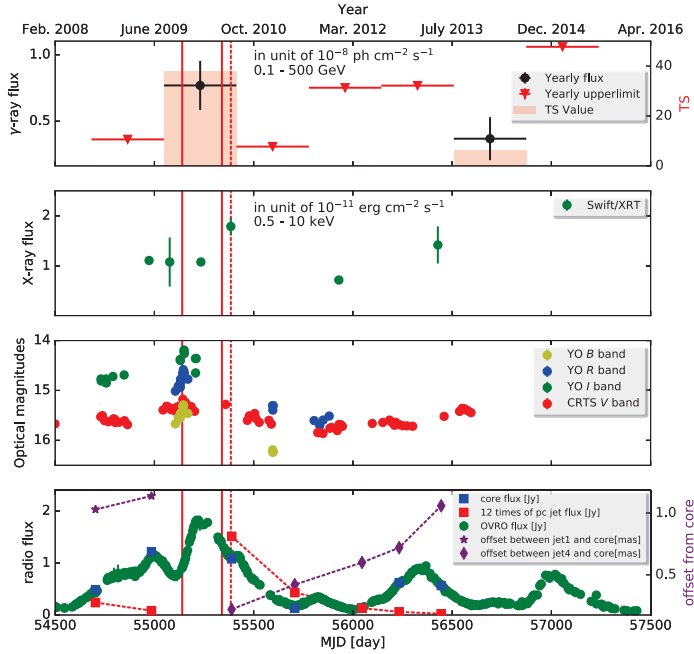 Year
Feb. 2008 June 2009 Oct. 2010 Mar. 2012 July 2013 Dec. 2014 Apr. 2016
in unit of 10⁻⁸ ph cm⁻² s⁻¹
0.1 - 500 GeV
Yearly flux
Yearly upperlimit
TS Value
γ-ray flux
1.0
0.5
TS
40
20
0
in unit of 10⁻¹¹ erg cm⁻² s⁻¹
0.5 - 10 keV
Swift/XRT
X-ray flux
2
1
YO B band
YO R band
YO I band
CRTS V band
Optical magnitudes
14
15
16
core flux [Jy]
12 times of pc jet flux [Jy]
OVRO flux [Jy]
offset between jet1 and core[mas]
offset between jet4 and core[mas]
radio flux
2
1
0
offset from core
1.0
0.5
54500 55000 55500 56000 56500 57000 57500
MJD [day]